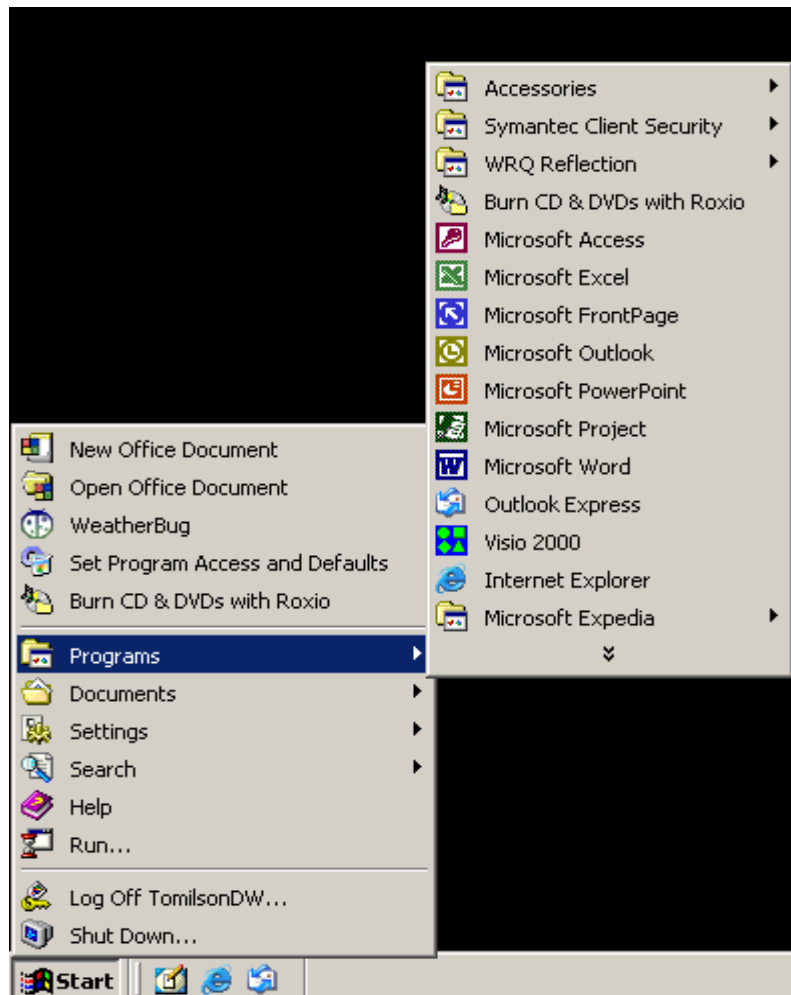 Accessories
Symantec Client Security
WRQ Reflection
Burn CD & DVDs with Roxio
Microsoft Access
Microsoft Excel
Microsoft FrontPage
Microsoft Outlook
Microsoft PowerPoint
Microsoft Project
Microsoft Word
Outlook Express
Visio 2000
Internet Explorer
Microsoft Expedia
New Office Document
Open Office Document
WeatherBug
Set Program Access and Defaults
Burn CD & DVDs with Roxio
Programs
Documents
Settings
Search
Help
Run...
Log Off TomilsonDW...
Shut Down...
Start